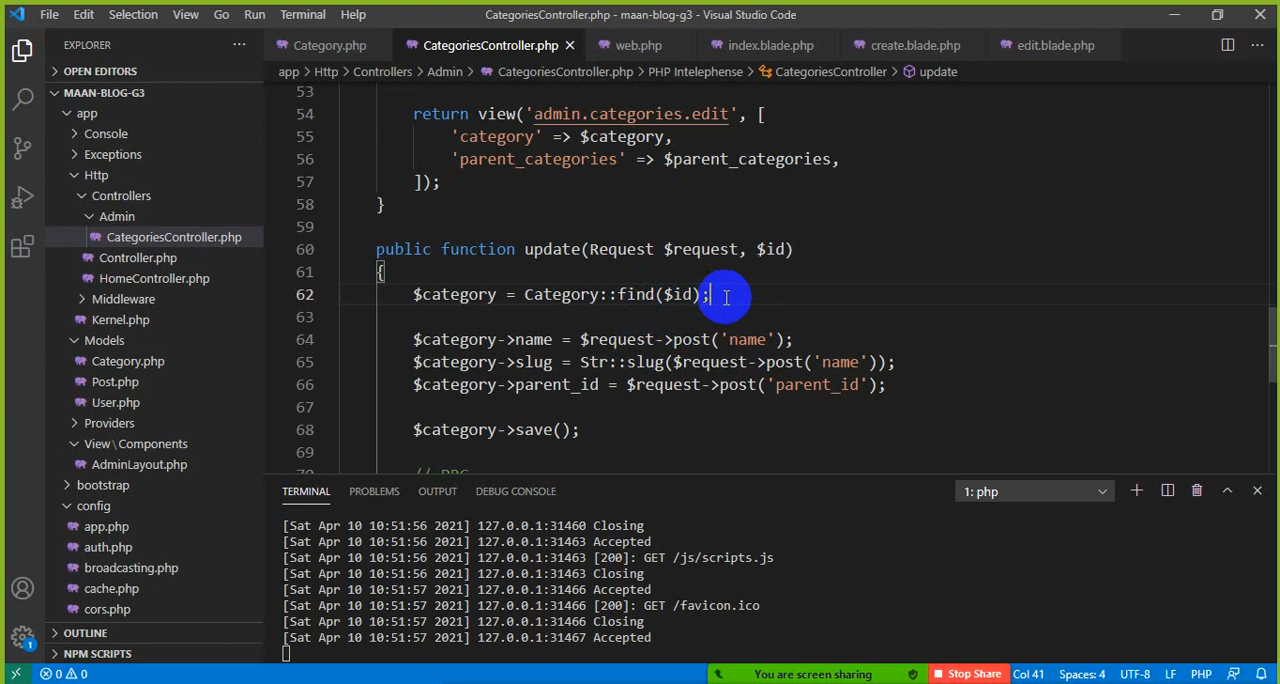 File Edit Selection View Go Run Terminal Help CategoriesController.php - maan-blog-g3 - Visual Studio Code
EXPLORER
Category.php CategoriesController.php web.php index.blade.php create.blade.php edit.blade.php
OPEN EDITORS
app > Http > Controllers > Admin > CategoriesController.php > PHP Intelephense > CategoriesController > update
MAAN-BLOG-G3
app
Console
Exceptions
Http
Controllers
Admin
CategoriesController.php
Controller.php
HomeController.php
Middleware
Kernel.php
Models
Category.php
Post.php
User.php
Providers
View\Components
AdminLayout.php
bootstrap
config
app.php
auth.php
broadcasting.php
cache.php
cors.php
OUTLINE
NPM SCRIPTS
53
54 return view('admin.categories.edit', [
55 'category' => $category,
56 'parent_categories' => $parent_categories,
57 ]);
58 }
59
60 public function update(Request $request, $id)
61 {
62 $category = Category::find($id);
63
64 $category->name = $request->post('name');
65 $category->slug = Str::slug($request->post('name'));
66 $category->parent_id = $request->post('parent_id');
67
68 $category->save();
69
TERMINAL PROBLEMS OUTPUT DEBUG CONSOLE 1: php
[Sat Apr 10 10:51:56 2021] 127.0.0.1:31460 Closing
[Sat Apr 10 10:51:56 2021] 127.0.0.1:31463 Accepted
[Sat Apr 10 10:51:56 2021] 127.0.0.1:31463 [200]: GET /js/scripts.js
[Sat Apr 10 10:51:56 2021] 127.0.0.1:31463 Closing
[Sat Apr 10 10:51:57 2021] 127.0.0.1:31466 Accepted
[Sat Apr 10 10:51:57 2021] 127.0.0.1:31466 [200]: GET /favicon.ico
[Sat Apr 10 10:51:57 2021] 127.0.0.1:31466 Closing
[Sat Apr 10 10:51:57 2021] 127.0.0.1:31467 Accepted
0 0 You are screen sharing Stop Share Col 41 Spaces: 4 UTF-8 LF PHP